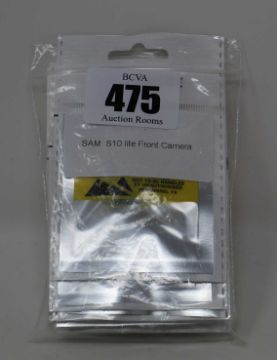 BCVA
475
Auction Rooms
SAM S10 lite Front Camera